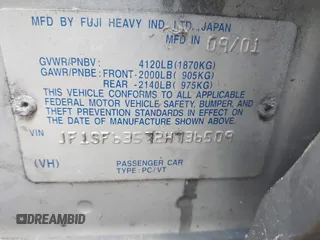 MFD BY FUJI HEAVY IND. LTD. JAPAN
MFD IN 09/01
GVWR/PNBV: 4120LB(1870KG)
GAWR/PNBE: FRONT-2000LB( 905KG)
REAR -2140LB( 975KG)
THIS VEHICLE CONFORMS TO ALL APPLICABLE
FEDERAL MOTOR VEHICLE SAFETY, BUMPER, AND
THEFT PREVENTION STANDARDS IN EFFECT ON
THE DATE OF MANUFACTURE SHOWN ABOVE.
VIN JF1SF63572H736509
(VH) PASSENGER CAR
TYPE: PC/VT
DREAMBID